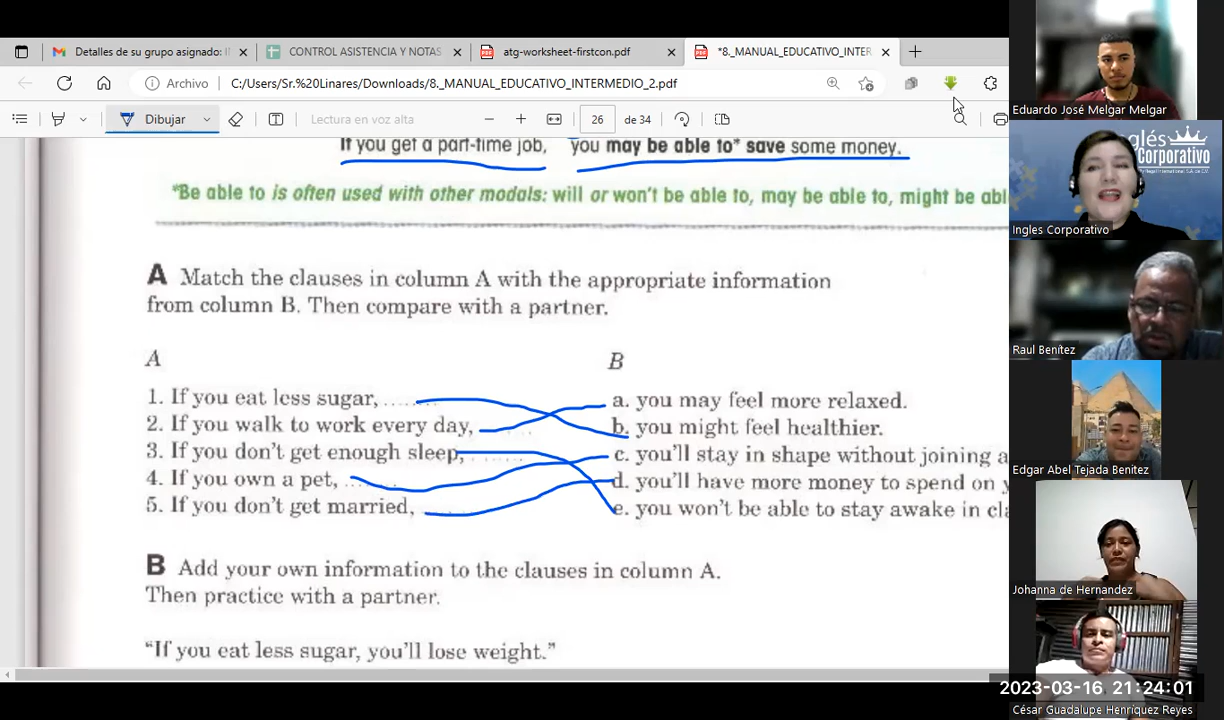 Detalles de su grupo asignado: I
CONTROL ASISTENCIA Y NOTAS
atg-worksheet-firstcon.pdf
*8._MANUAL_EDUCATIVO_INTER
Archivo
C:/Users/Sr.%20Linares/Downloads/8._MANUAL_EDUCATIVO_INTERMEDIO_2.pdf
Dibujar
Lectura en voz alta
26 de 34
If you get a part-time job, you may be able to* save some money.
*Be able to is often used with other modals: will or won't be able to, may be able to, might be abl
A Match the clauses in column A with the appropriate information
from column B. Then compare with a partner.
A
B
1. If you eat less sugar, ......
a. you may feel more relaxed.
2. If you walk to work every day, ......
b. you might feel healthier.
3. If you don't get enough sleep, ......
c. you'll stay in shape without joining a
4. If you own a pet, ......
d. you'll have more money to spend on y
5. If you don't get married, ......
e. you won't be able to stay awake in cla
B Add your own information to the clauses in column A.
Then practice with a partner.
"If you eat less sugar, you'll lose weight."
Eduardo José Melgar Melgar
nglés
Corporativo
Ingles Corporativo
Raul Benítez
Edgar Abel Tejada Benitez
Johanna de Hernandez
2023-03-16 21:24:01
César Guadalupe Henríquez Reyes